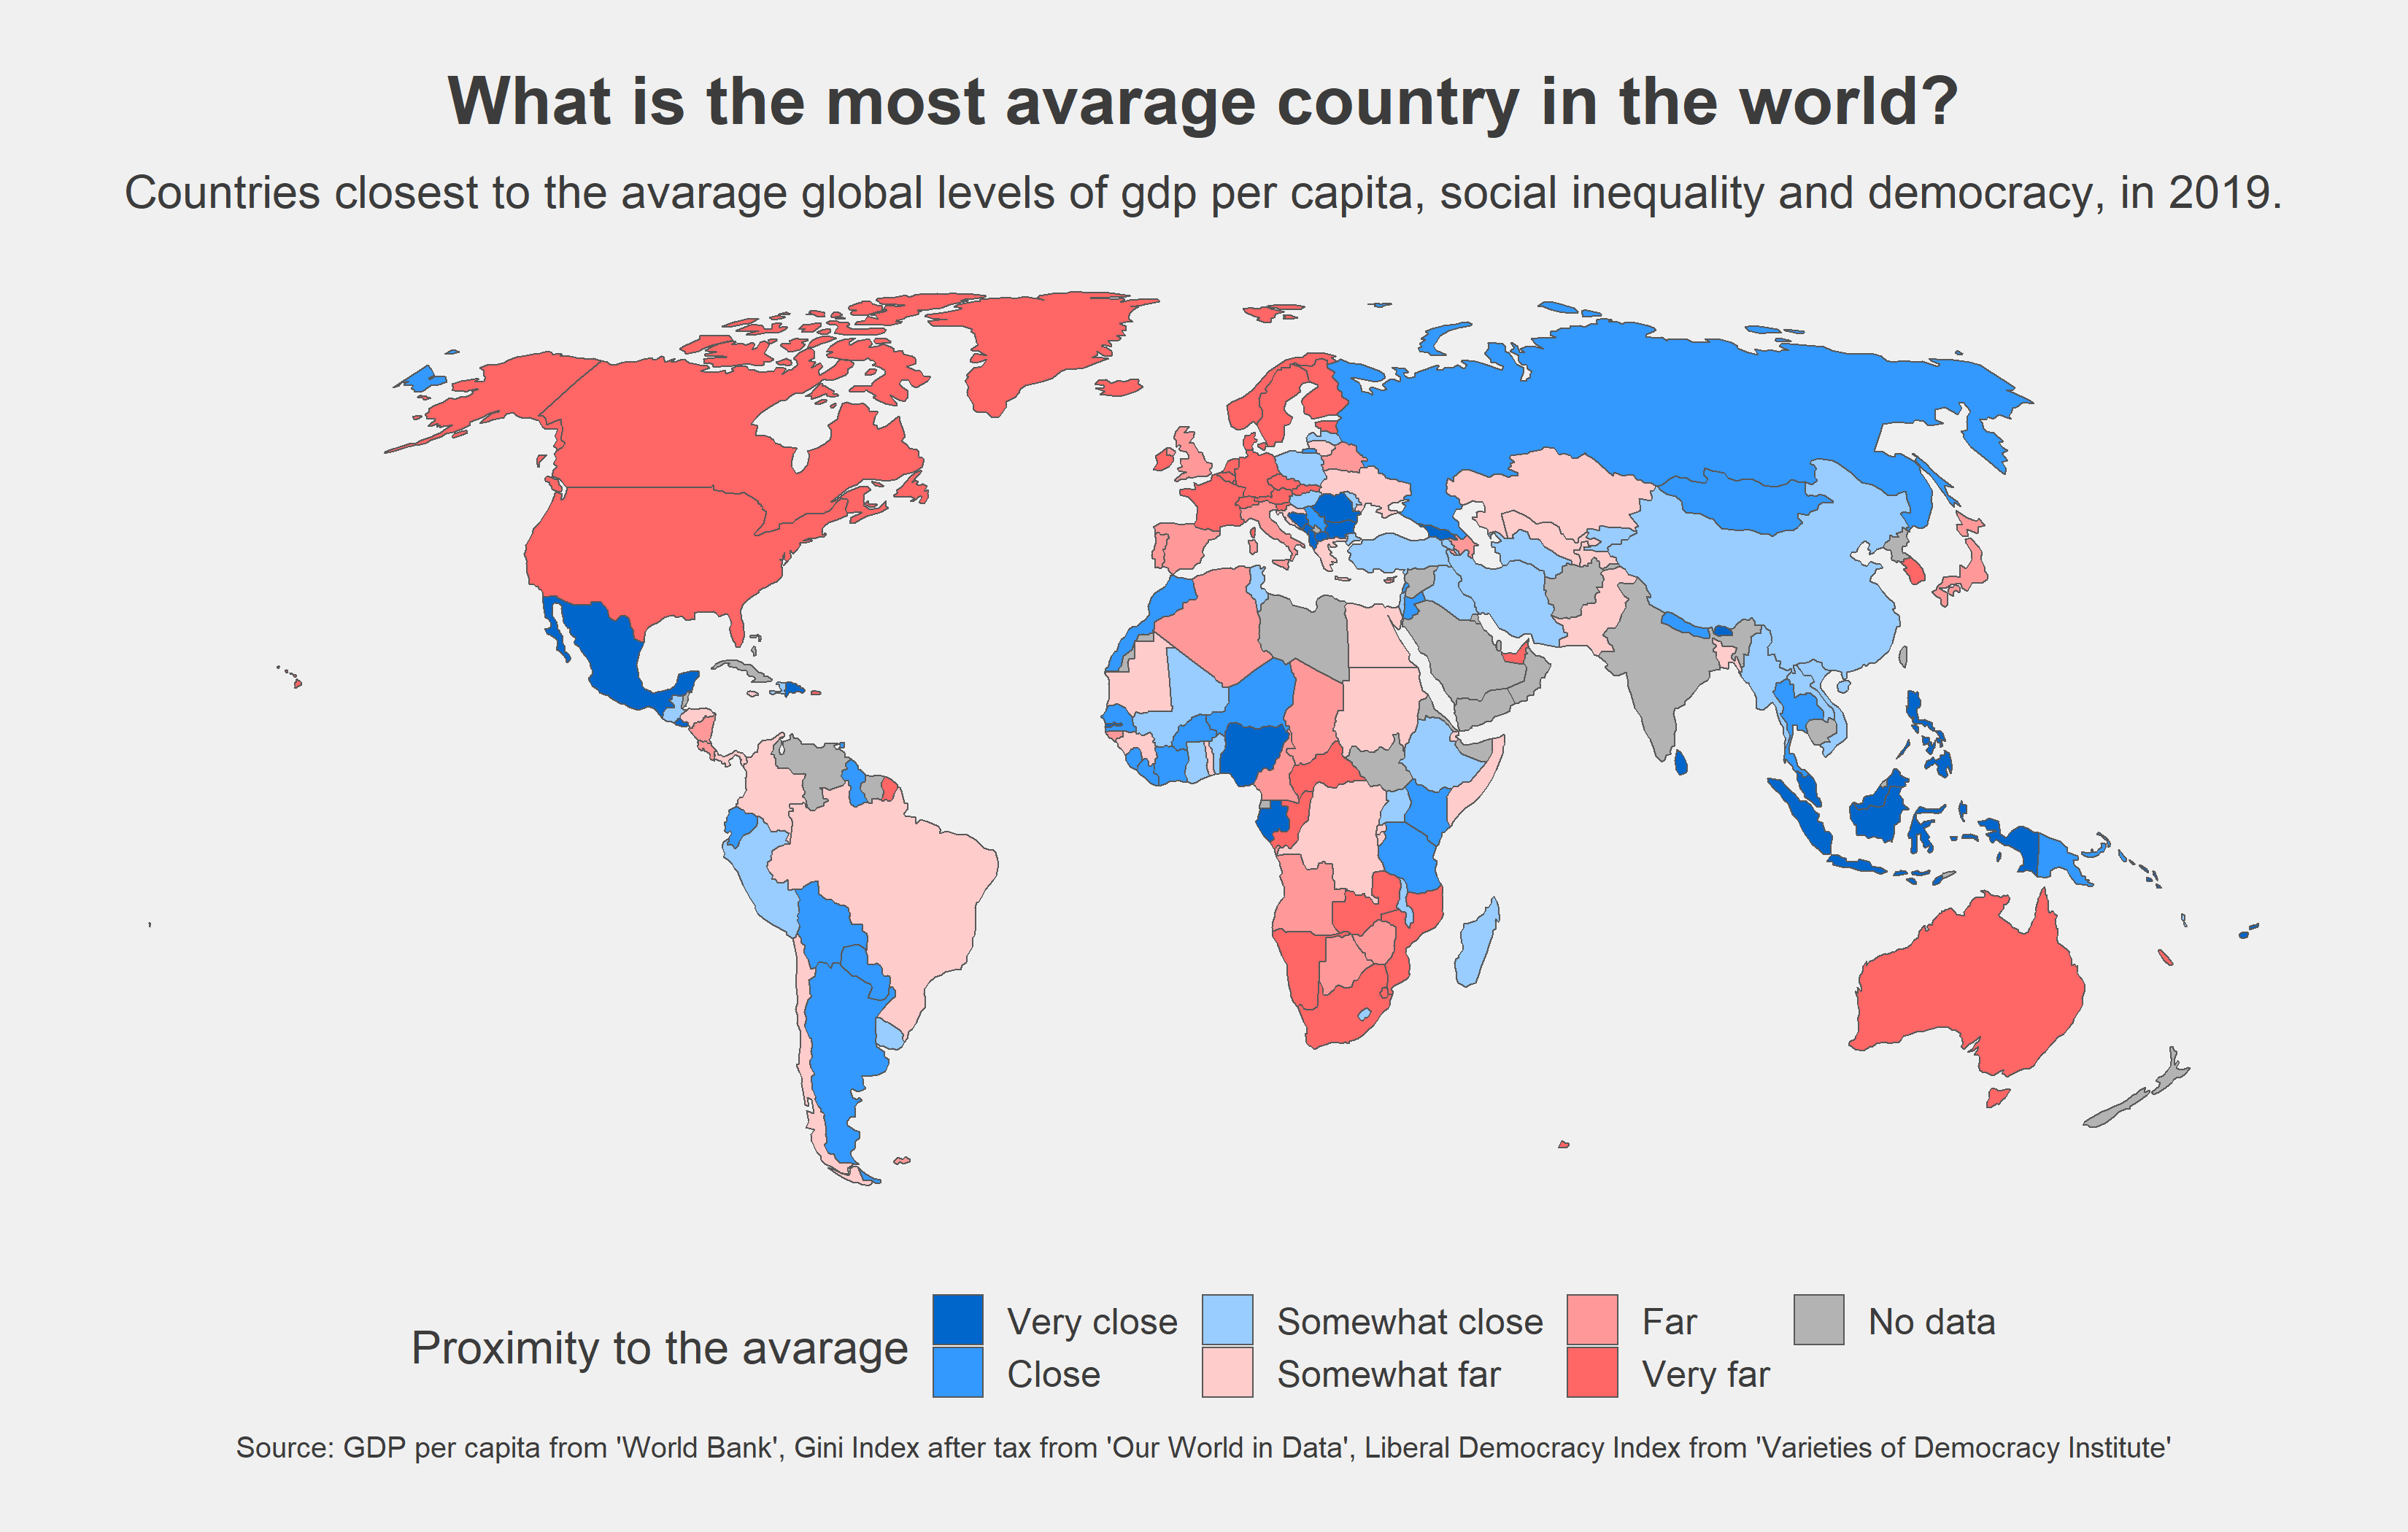 What is the most avarage country in the world?
Countries closest to the avarage global levels of gdp per capita, social inequality and democracy, in 2019.
Proximity to the avarage
Very close
Close
Somewhat close
Somewhat far
Far
Very far
No data
Source: GDP per capita from 'World Bank', Gini Index after tax from 'Our World in Data', Liberal Democracy Index from 'Varieties of Democracy Institute'